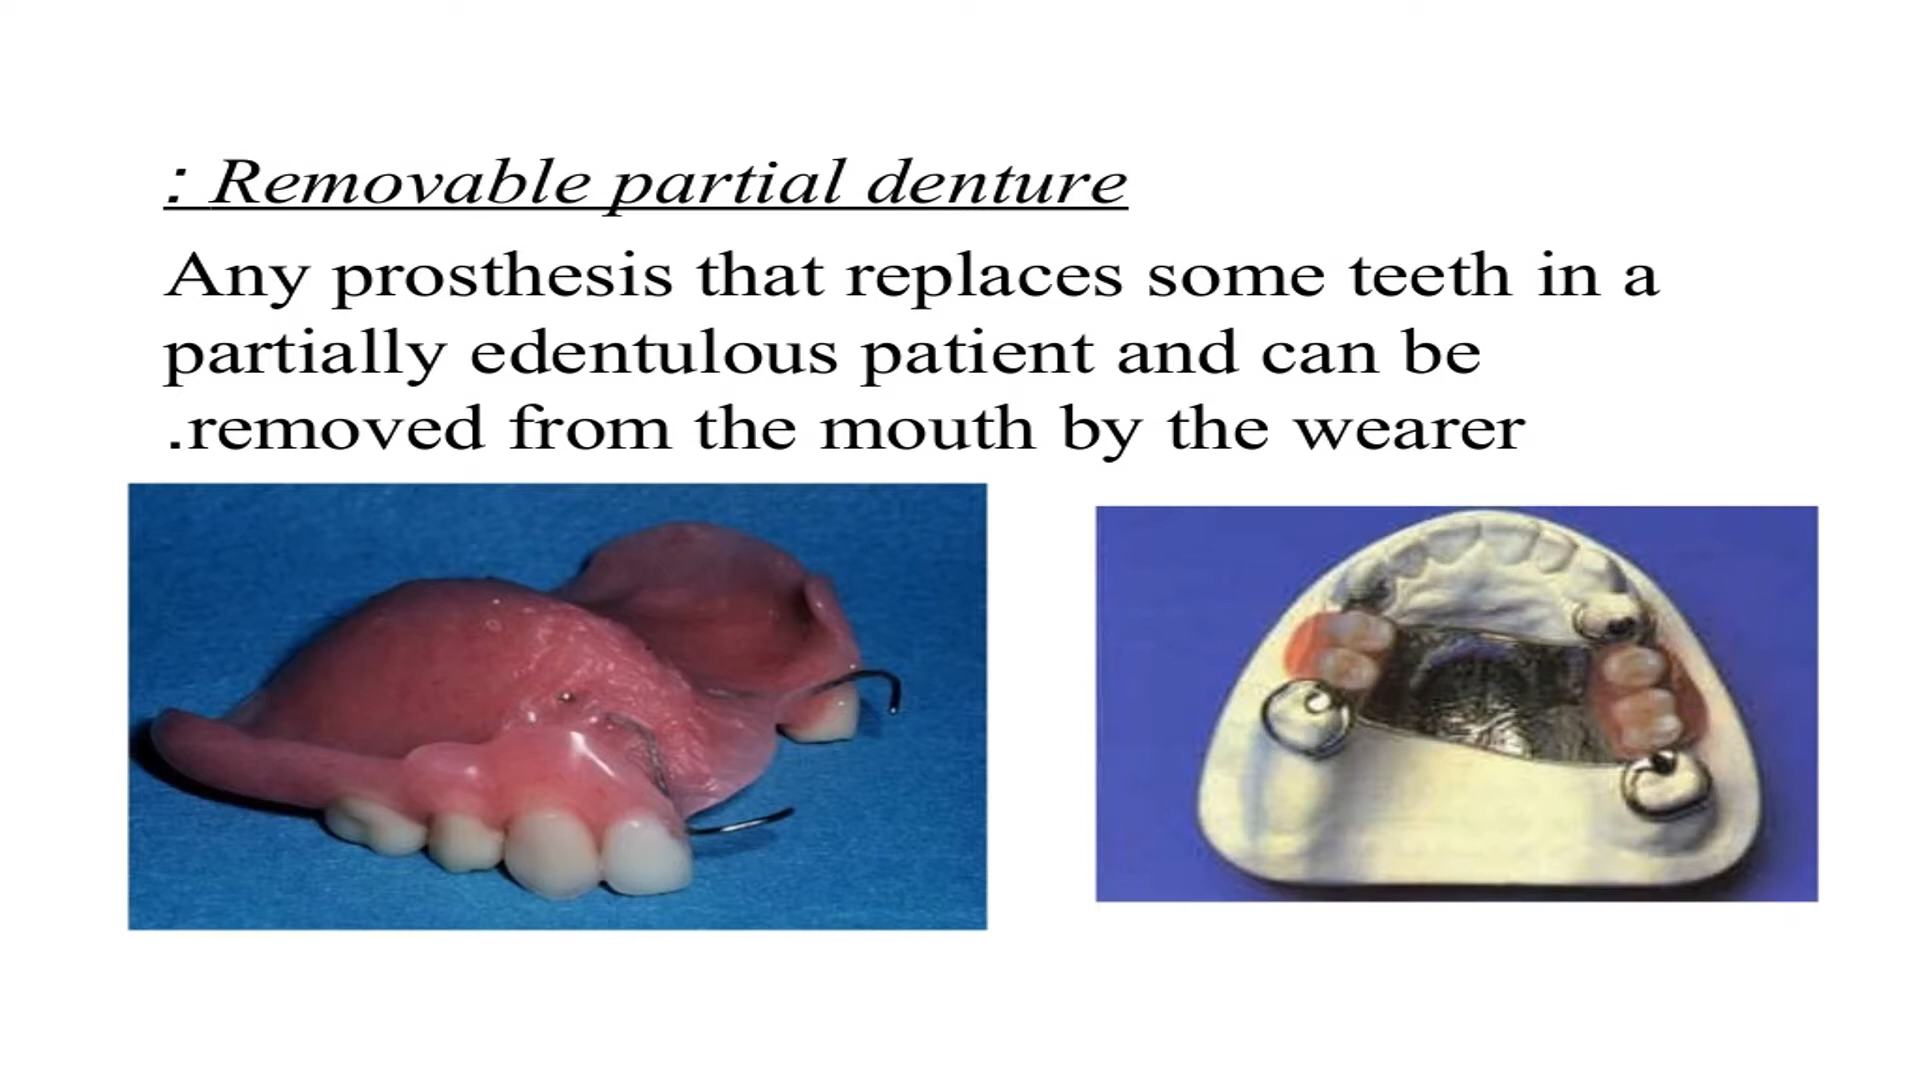 : Removable partial denture
Any prosthesis that replaces some teeth in a
partially edentulous patient and can be
.removed from the mouth by the wearer